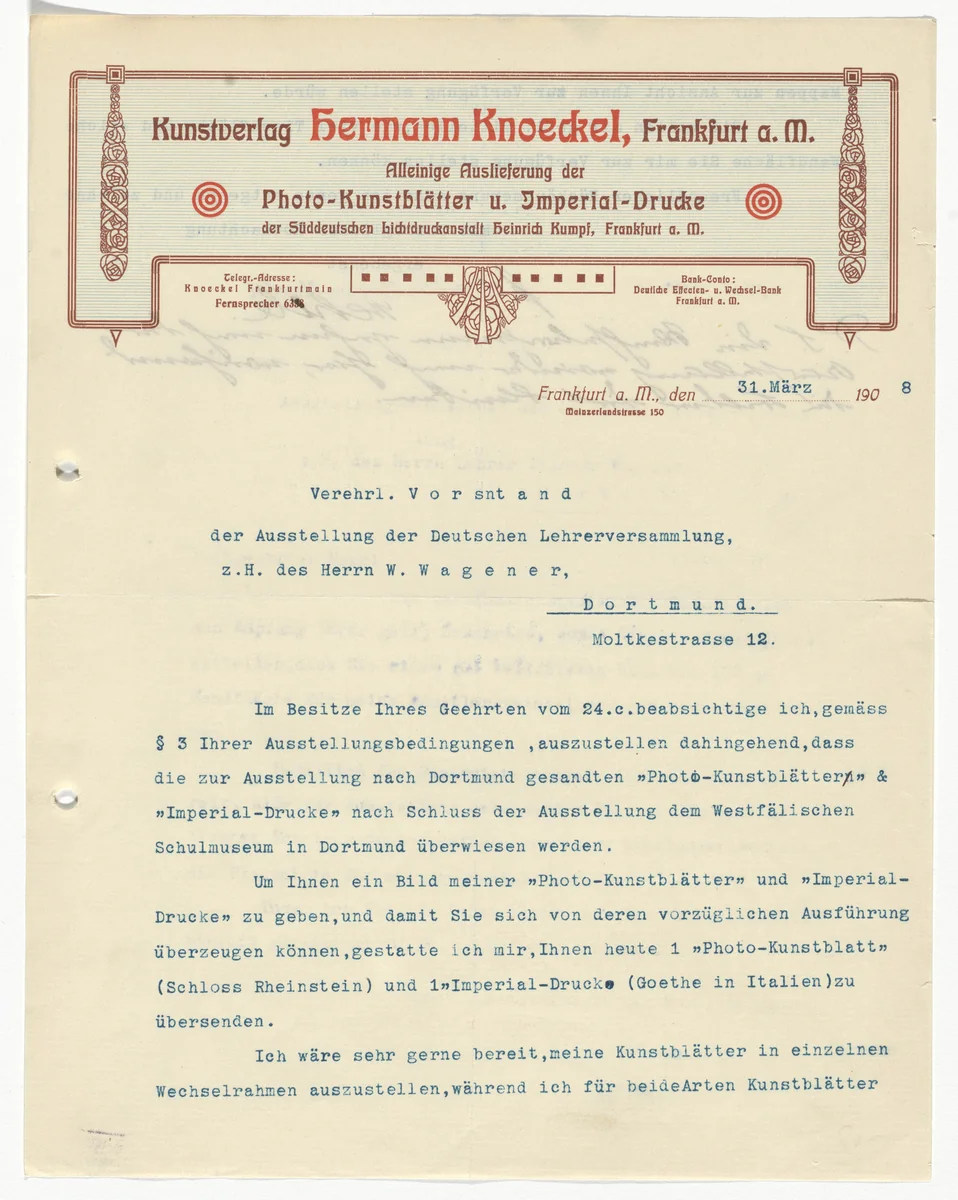 Kunstverlag Hermann Knoeckel, Frankfurt a. M.
Alleinige Auslieferung der
Photo-Kunstblätter u. Imperial-Drucke
der Süddeutschen Lichtdruckanstalt Heinrich Kumpf, Frankfurt a. M.
Telegr.-Adresse:
Knoeckel Frankfurtmain
Fernsprecher
Bank-Conto:
Deutsche Effecten- u. Wechsel-Bank
Frankfurt a. M.
Frankfurt a. M., den 31.März 190 8
Mainzerlandstrasse 150
Verehrl. V o r snt a n d
der Ausstellung der Deutschen Lehrerversammlung,
z.H. des Herrn W. W a g e n e r,
D o r t m u n d.
Moltkestrasse 12.
Im Besitze Ihres Geehrten vom 24.c.beabsichtige ich,gemäss
§ 3 Ihrer Ausstellungsbedingungen ,auszustellen dahingehend,dass
die zur Ausstellung nach Dortmund gesandten "Photo-Kunstblätter" &
"Imperial-Drucke" nach Schluss der Ausstellung dem Westfälischen
Schulmuseum in Dortmund überwiesen werden.
Um Ihnen ein Bild meiner "Photo-Kunstblätter" und "Imperial-
Drucke" zu geben,und damit Sie sich von deren vorzüglichen Ausführung
überzeugen können,gestatte ich mir,Ihnen heute 1 "Photo-Kunstblatt"
(Schloss Rheinstein) und 1"Imperial-Druck (Goethe in Italien)zu
übersenden.
Ich wäre sehr gerne bereit,meine Kunstblätter in einzelnen
Wechselrahmen auszustellen,während ich für beideArten Kunstblätter